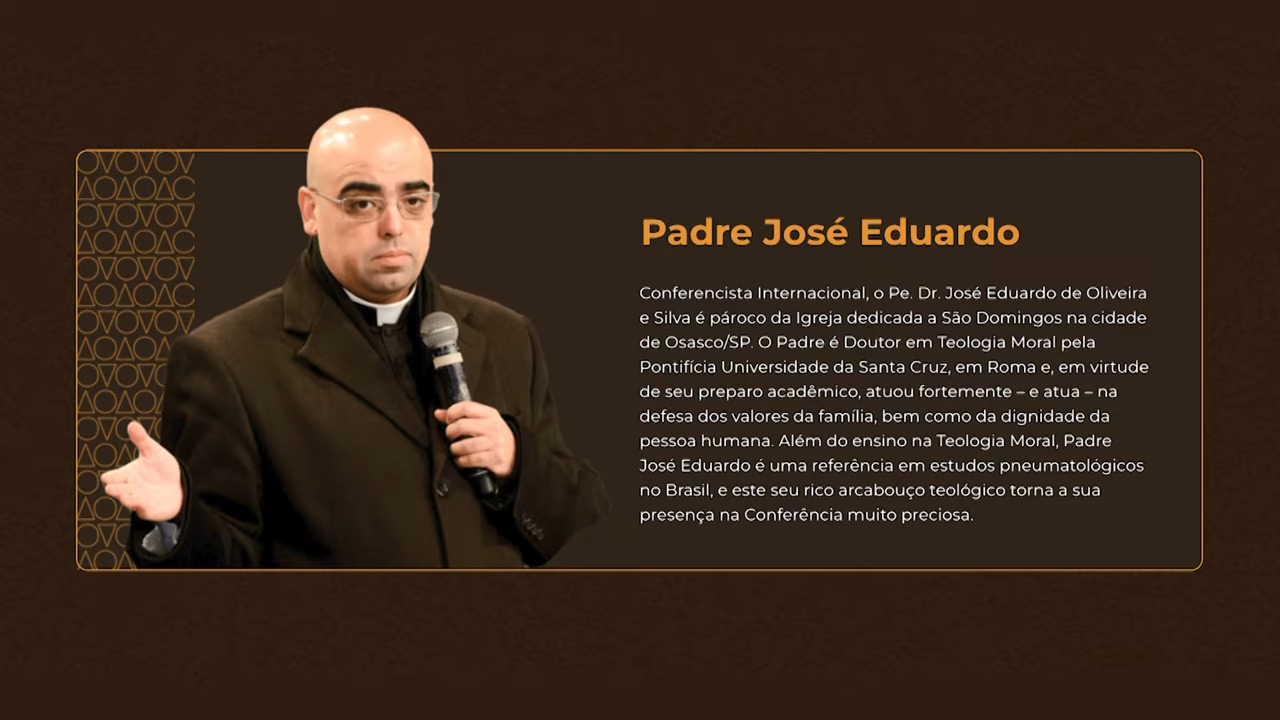 Padre José Eduardo
Conferencista Internacional, o Pe. Dr. José Eduardo de Oliveira
e Silva é pároco da Igreja dedicada a São Domingos na cidade
de Osasco/SP. O Padre é Doutor em Teologia Moral pela
Pontifícia Universidade da Santa Cruz, em Roma e, em virtude
de seu preparo acadêmico, atuou fortemente – e atua – na
defesa dos valores da família, bem como da dignidade da
pessoa humana. Além do ensino na Teologia Moral, Padre
José Eduardo é uma referência em estudos pneumatológicos
no Brasil, e este seu rico arcabouço teológico torna a sua
presença na Conferência muito preciosa.